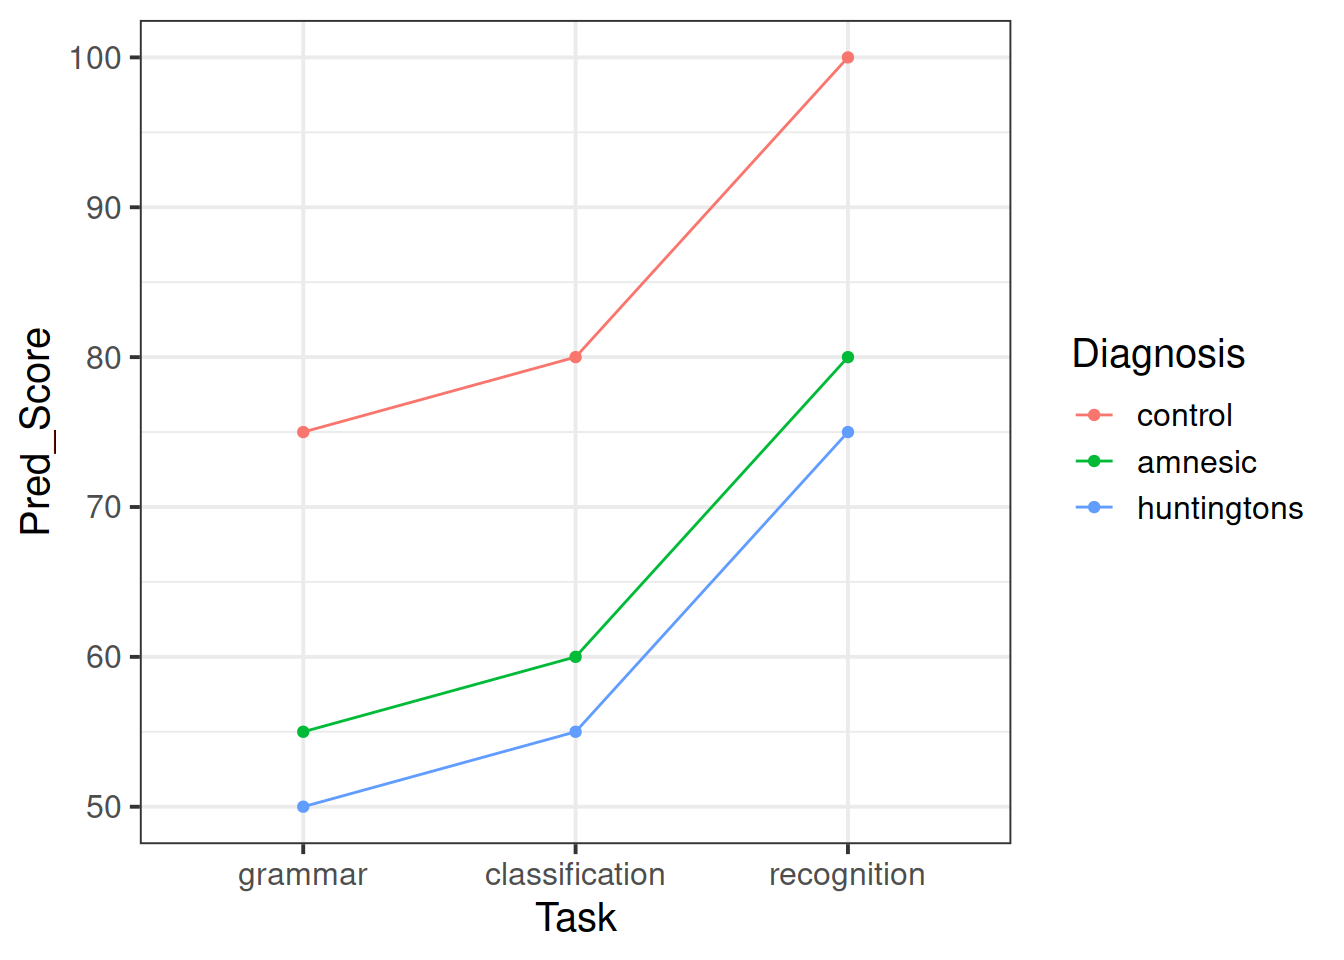 100
90
80
70
60
50
Pred_Score
grammar classification recognition
Task
Diagnosis
control
amnesic
huntingtons